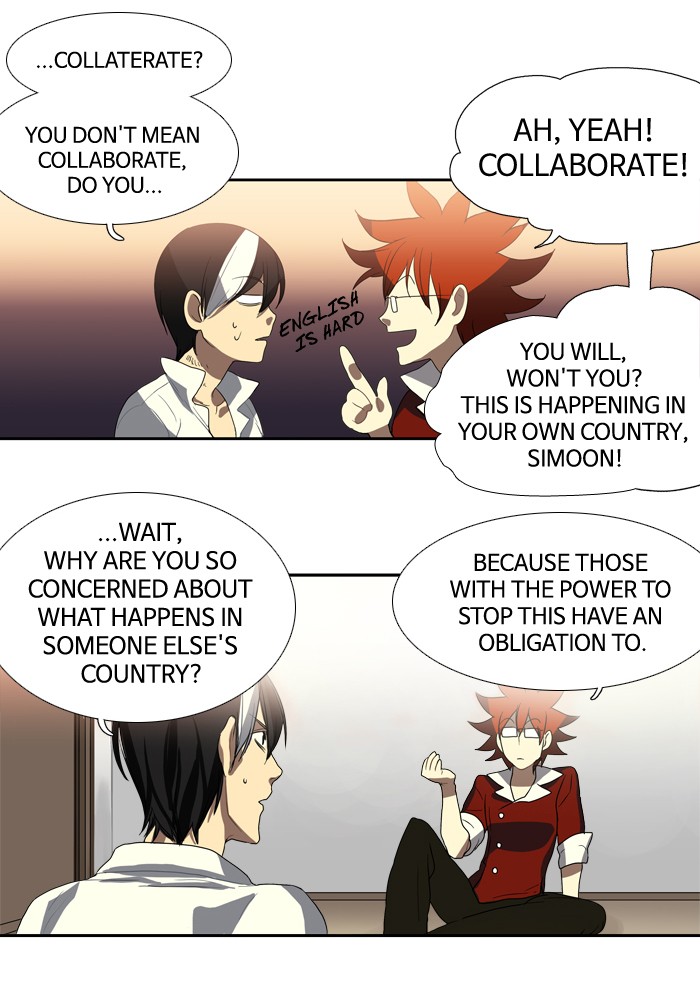 ...COLLATERATE?
YOU DON'T MEAN
COLLABORATE,
DO YOU...
AH, YEAH!
COLLABORATE!
ENGLISH
IS HARD
YOU WILL,
WON'T YOU?
THIS IS HAPPENING IN
YOUR OWN COUNTRY,
SIMOON!
...WAIT,
WHY ARE YOU SO
CONCERNED ABOUT
WHAT HAPPENS IN
SOMEONE ELSE'S
COUNTRY?
BECAUSE THOSE
WITH THE POWER TO
STOP THIS HAVE AN
OBLIGATION TO.